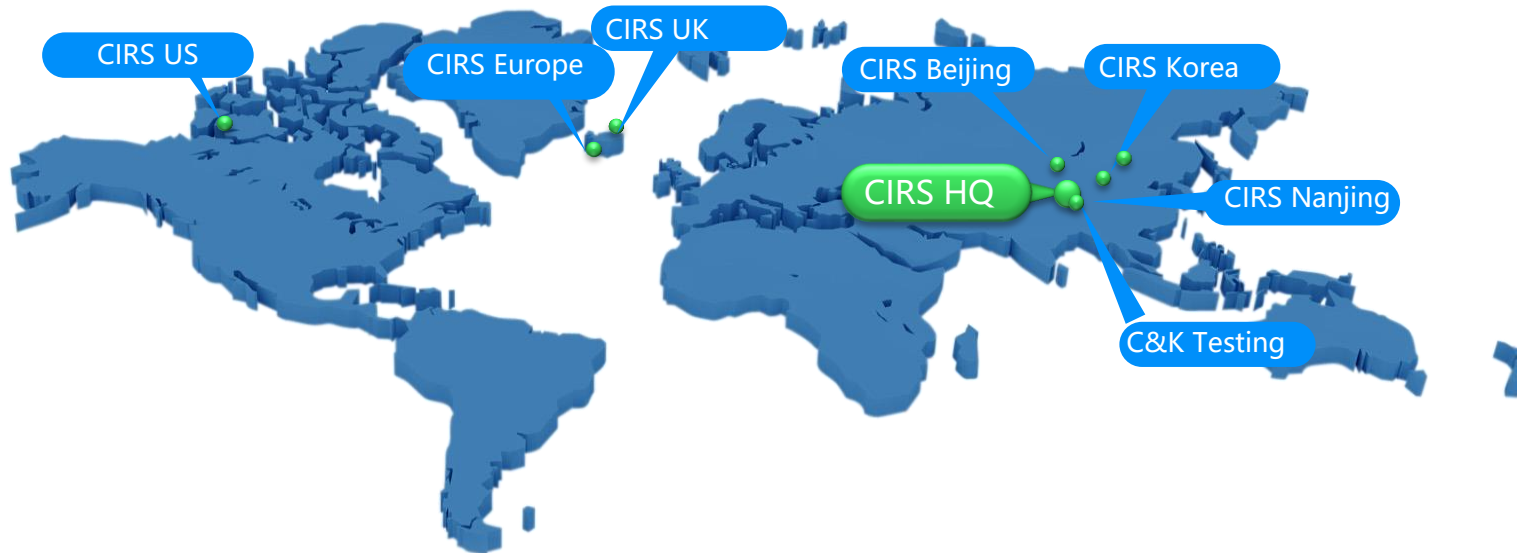 CIRS US
CIRS Europe
CIRS UK
CIRS Beijing
CIRS Korea
CIRS HQ
CIRS Nanjing
C&K Testing